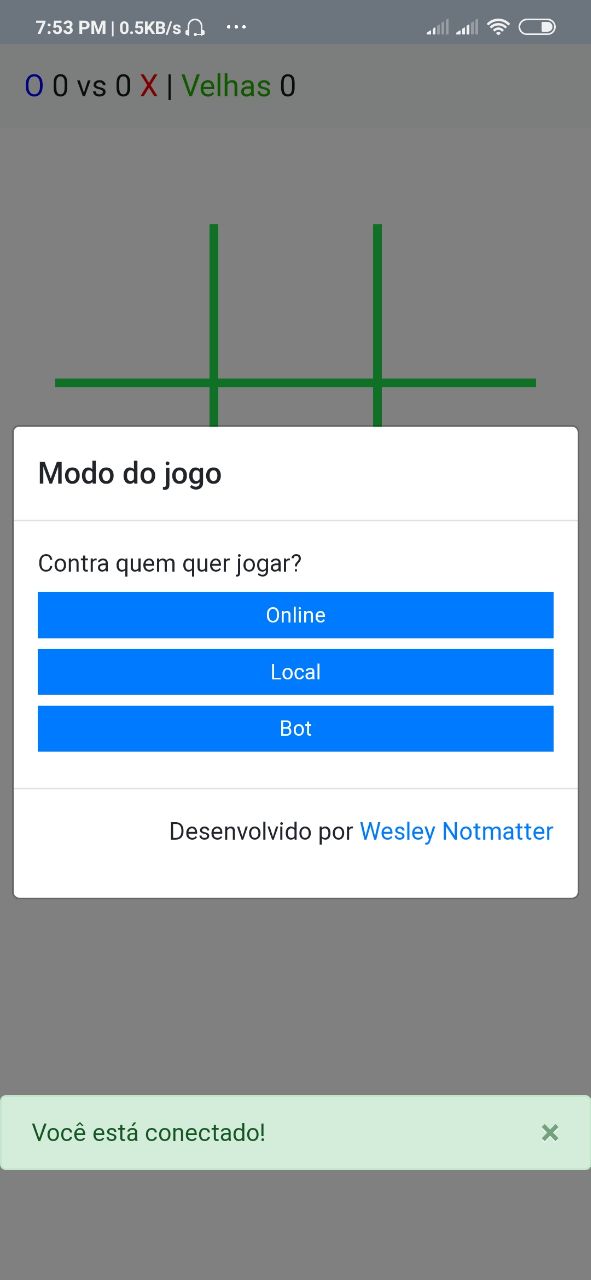 7:53 PM | 0.5KB/s ...
O 0 vs 0 X | Velhas 0
Modo do jogo
Contra quem quer jogar?
Online
Local
Bot
Desenvolvido por Wesley Notmatter
Você está conectado! ×